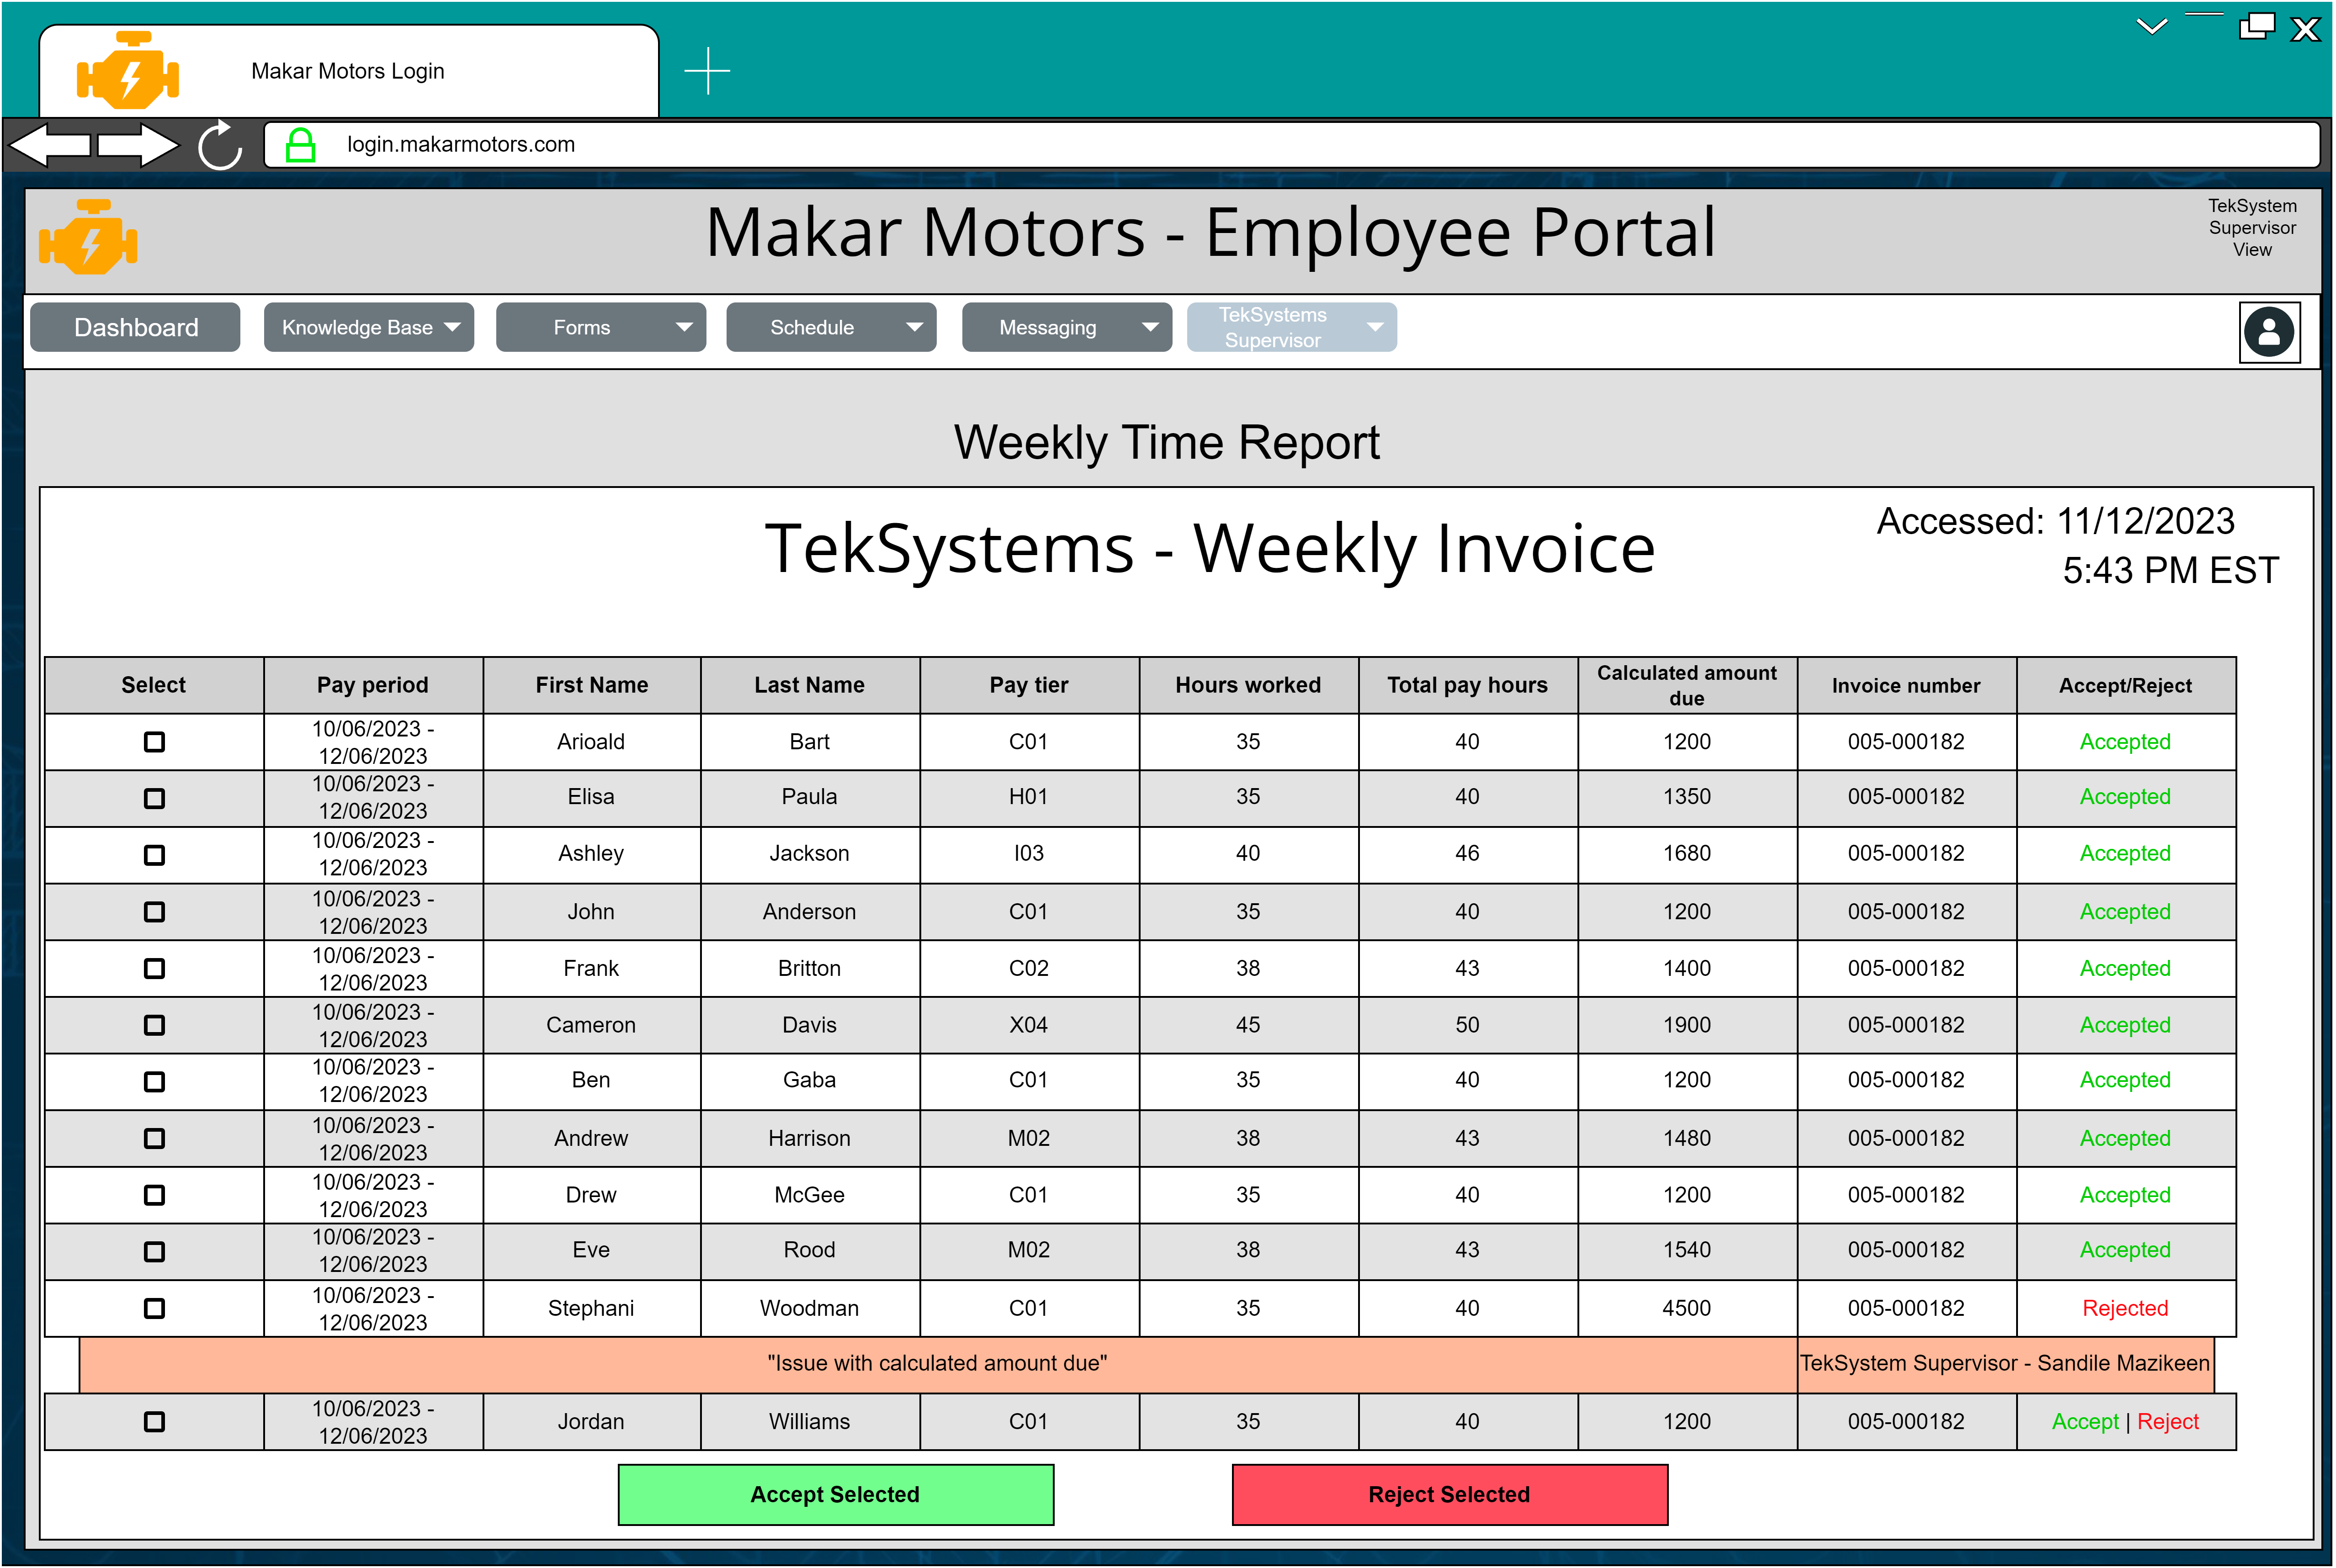 Makar Motors Login
login.makarmotors.com
Makar Motors - Employee Portal
TekSystem
Supervisor
View
Dashboard
Knowledge Base
Forms
Schedule
Messaging
TekSystems
Supervisor
Weekly Time Report
TekSystems - Weekly Invoice
Accessed: 11/12/2023
5:43 PM EST
Select Pay period First Name Last Name Pay tier Hours worked Total pay hours Calculated amount due Invoice number Accept/Reject
10/06/2023 - 12/06/2023 Arioald Bart C01 35 40 1200 005-000182 Accepted
10/06/2023 - 12/06/2023 Elisa Paula H01 35 40 1350 005-000182 Accepted
10/06/2023 - 12/06/2023 Ashley Jackson I03 40 46 1680 005-000182 Accepted
10/06/2023 - 12/06/2023 John Anderson C01 35 40 1200 005-000182 Accepted
10/06/2023 - 12/06/2023 Frank Britton C02 38 43 1400 005-000182 Accepted
10/06/2023 - 12/06/2023 Cameron Davis X04 45 50 1900 005-000182 Accepted
10/06/2023 - 12/06/2023 Ben Gaba C01 35 40 1200 005-000182 Accepted
10/06/2023 - 12/06/2023 Andrew Harrison M02 38 43 1480 005-000182 Accepted
10/06/2023 - 12/06/2023 Drew McGee C01 35 40 1200 005-000182 Accepted
10/06/2023 - 12/06/2023 Eve Rood M02 38 43 1540 005-000182 Accepted
10/06/2023 - 12/06/2023 Stephani Woodman C01 35 40 4500 005-000182 Rejected
"Issue with calculated amount due" TekSystem Supervisor - Sandile Mazikeen
10/06/2023 - 12/06/2023 Jordan Williams C01 35 40 1200 005-000182 Accept | Reject
Accept Selected
Reject Selected